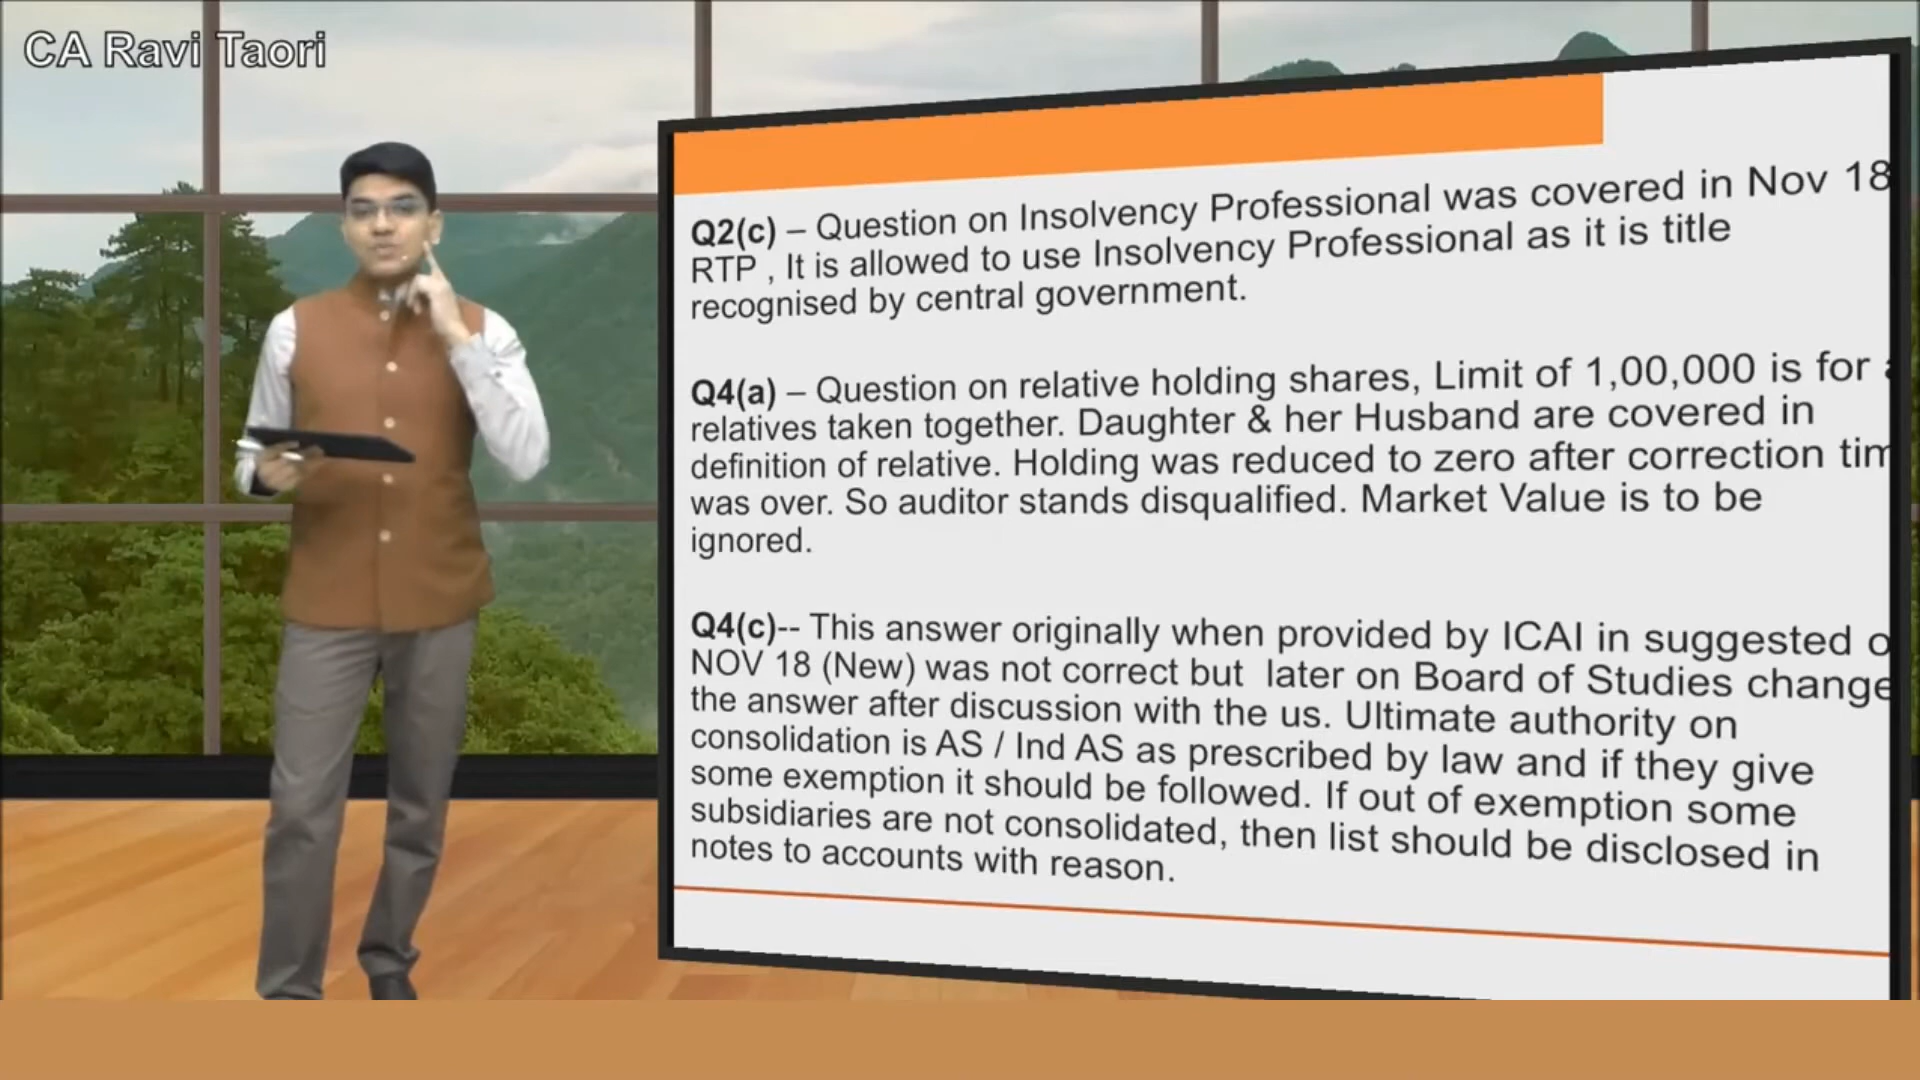 CA Ravi Taori
Q2(c) – Question on Insolvency Professional was covered in Nov 18
RTP , It is allowed to use Insolvency Professional as it is title
recognised by central government.
Q4(a) – Question on relative holding shares, Limit of 1,00,000 is for
relatives taken together. Daughter & her Husband are covered in
definition of relative. Holding was reduced to zero after correction tim
was over. So auditor stands disqualified. Market Value is to be
ignored.
Q4(c)-- This answer originally when provided by ICAI in suggested o
NOV 18 (New) was not correct but later on Board of Studies change
the answer after discussion with the us. Ultimate authority on
consolidation is AS / Ind AS as prescribed by law and if they give
some exemption it should be followed. If out of exemption some
subsidiaries are not consolidated, then list should be disclosed in
notes to accounts with reason.